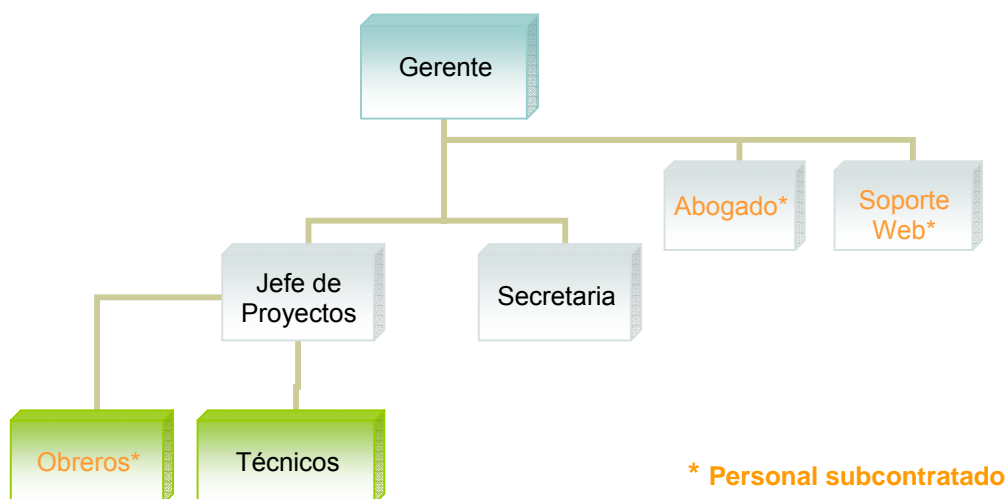 Gerente
Abogado*
Soporte
Web*
Jefe de
Proyectos
Secretaria
Obreros*
Técnicos
* Personal subcontratado